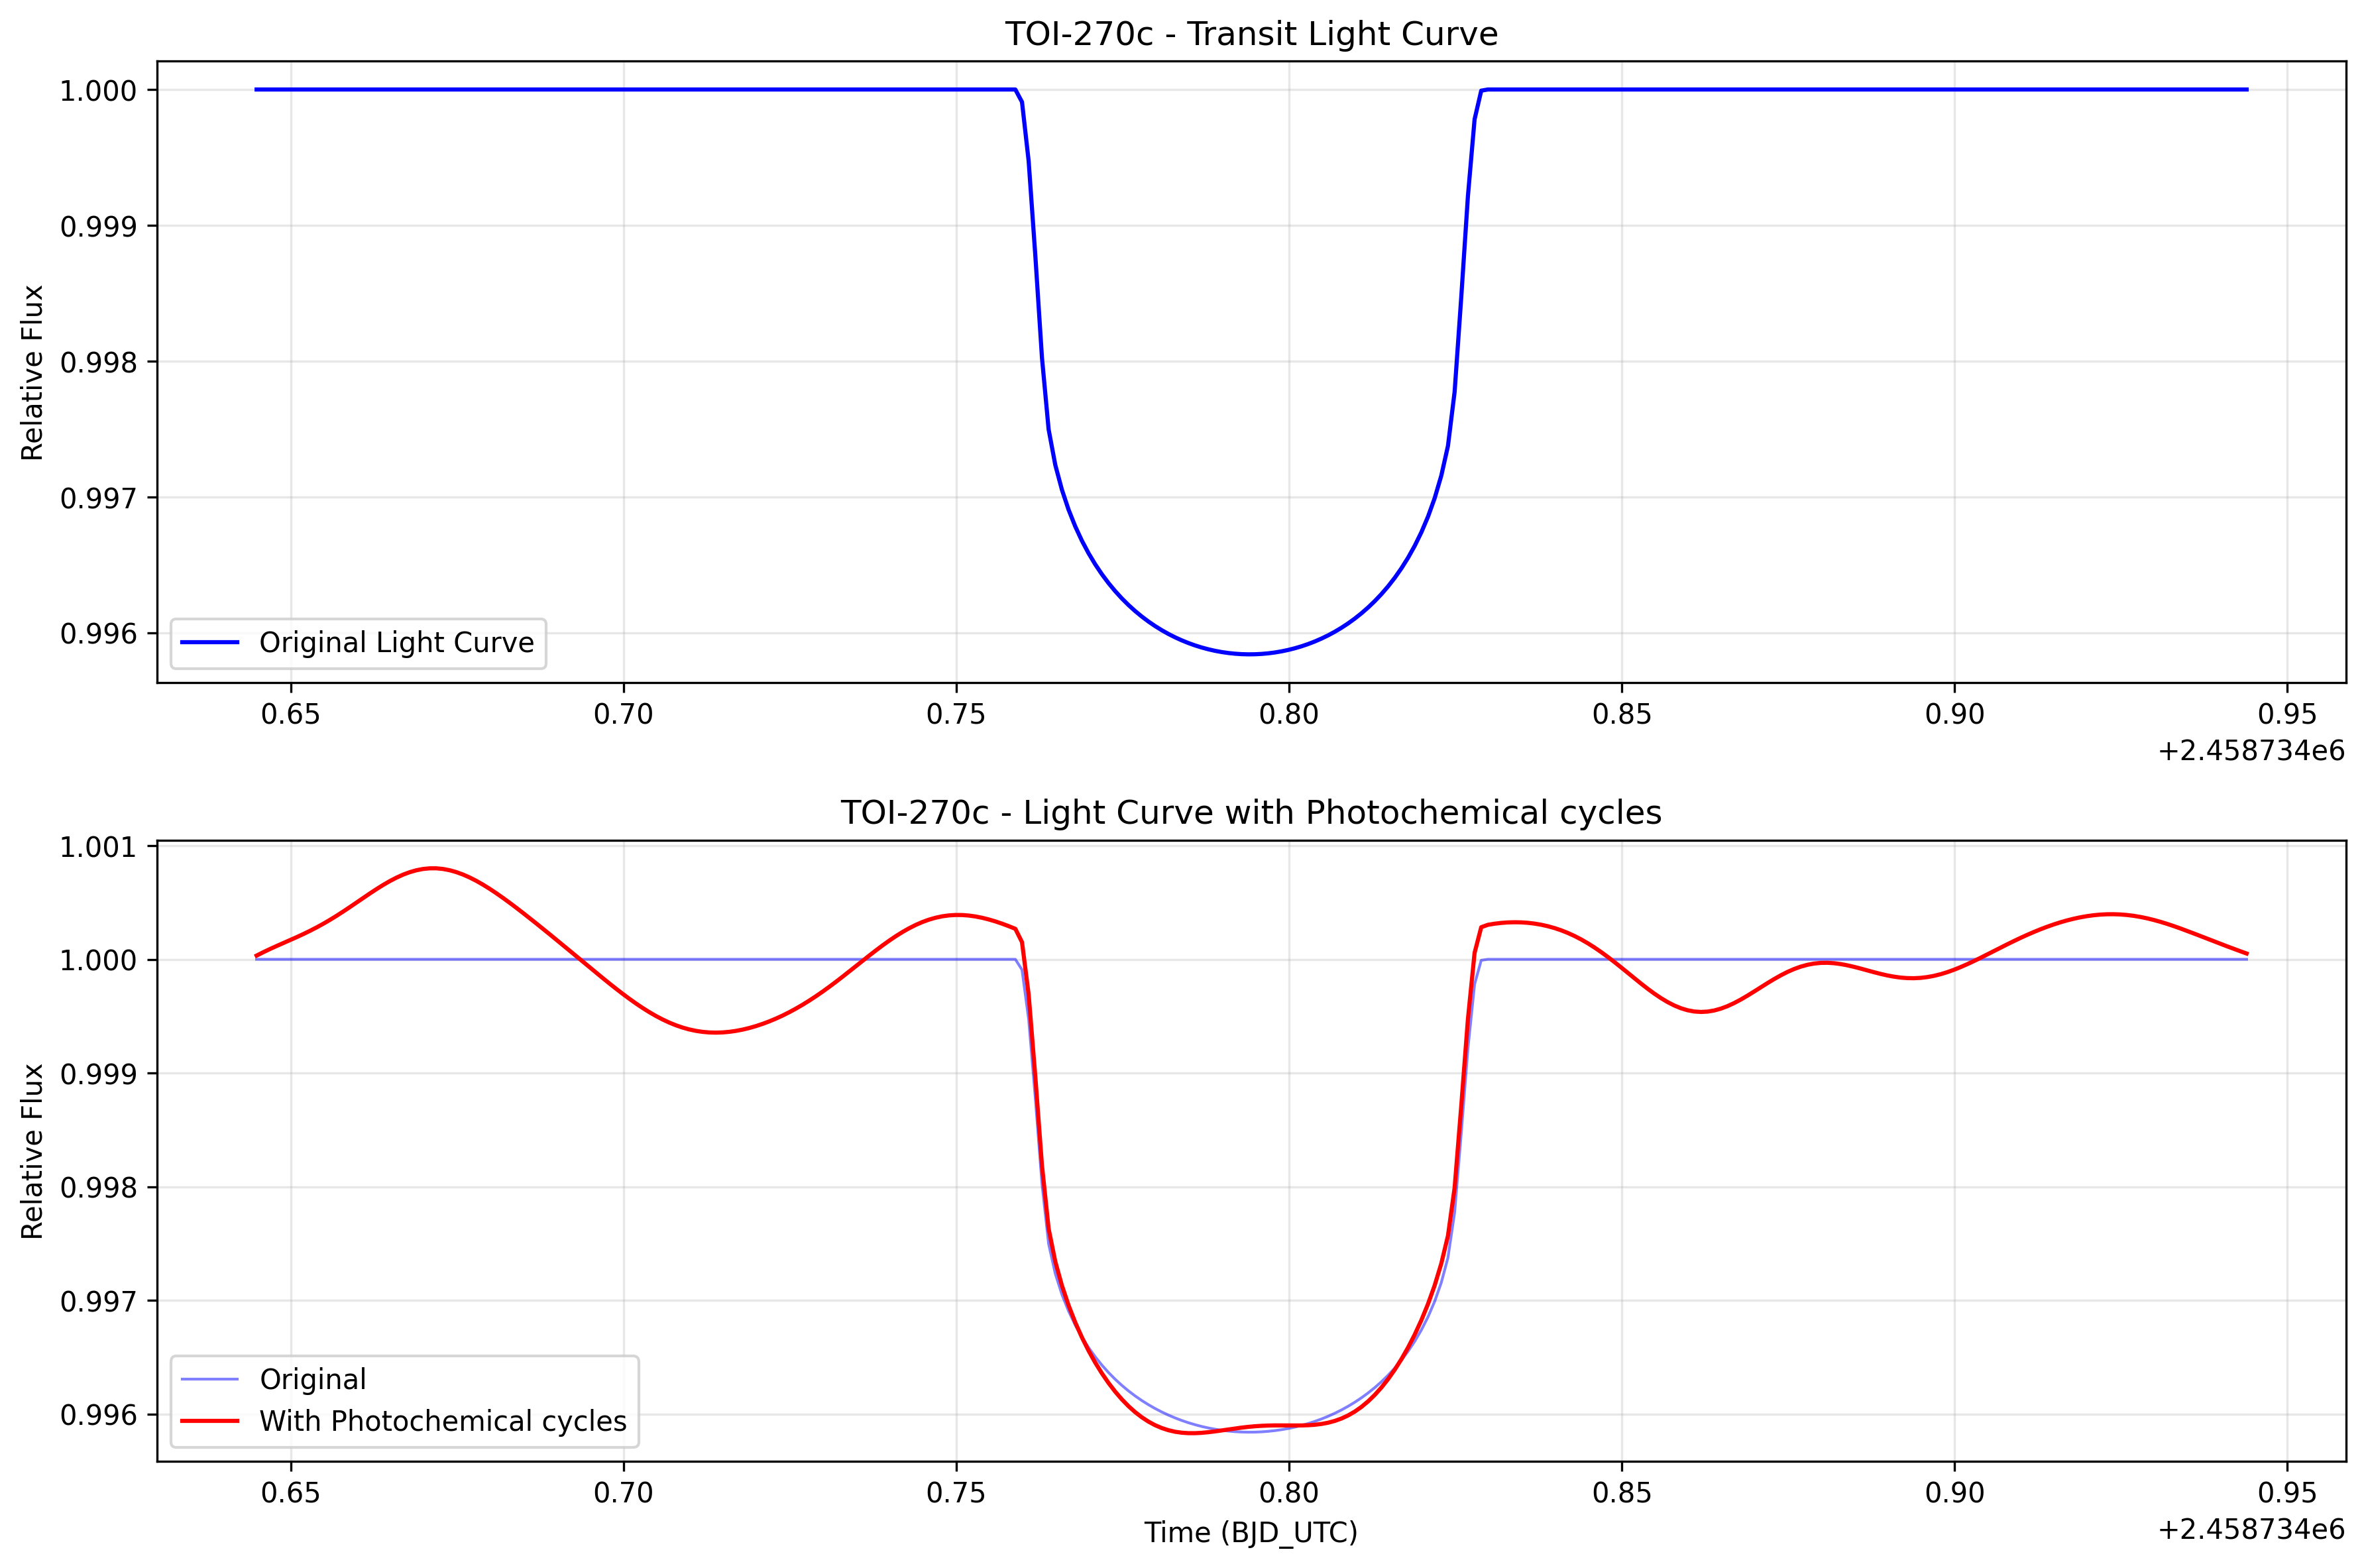 TOI-270c - Transit Light Curve
Relative Flux
1.000
0.999
0.998
0.997
0.996
Original Light Curve
0.65 0.70 0.75 0.80 0.85 0.90 0.95
+2.458734e6
TOI-270c - Light Curve with Photochemical cycles
Relative Flux
1.001
1.000
0.999
0.998
0.997
0.996
Original
With Photochemical cycles
0.65 0.70 0.75 0.80 0.85 0.90 0.95
Time (BJD_UTC)
+2.458734e6